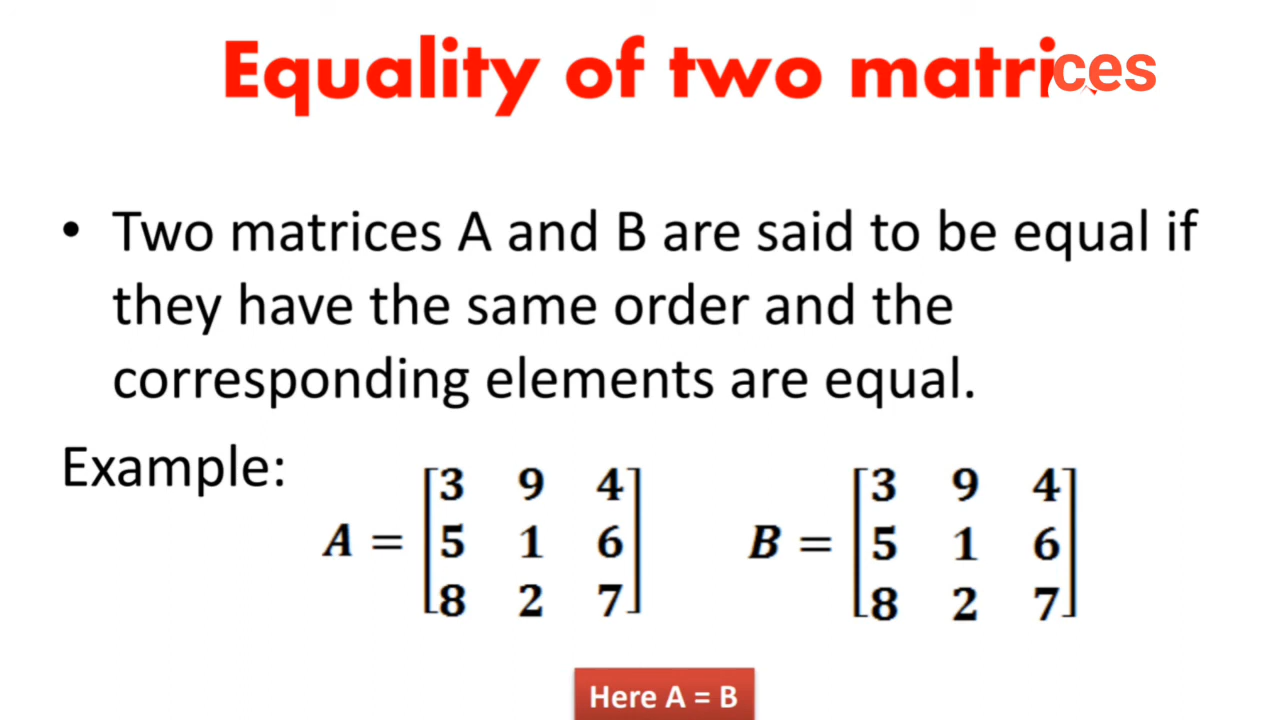 Equality of two matrices
• Two matrices A and B are said to be equal if
they have the same order and the
corresponding elements are equal.
Example:
A = [3 9 4
5 1 6
8 2 7]
B = [3 9 4
5 1 6
8 2 7]
Here A = B